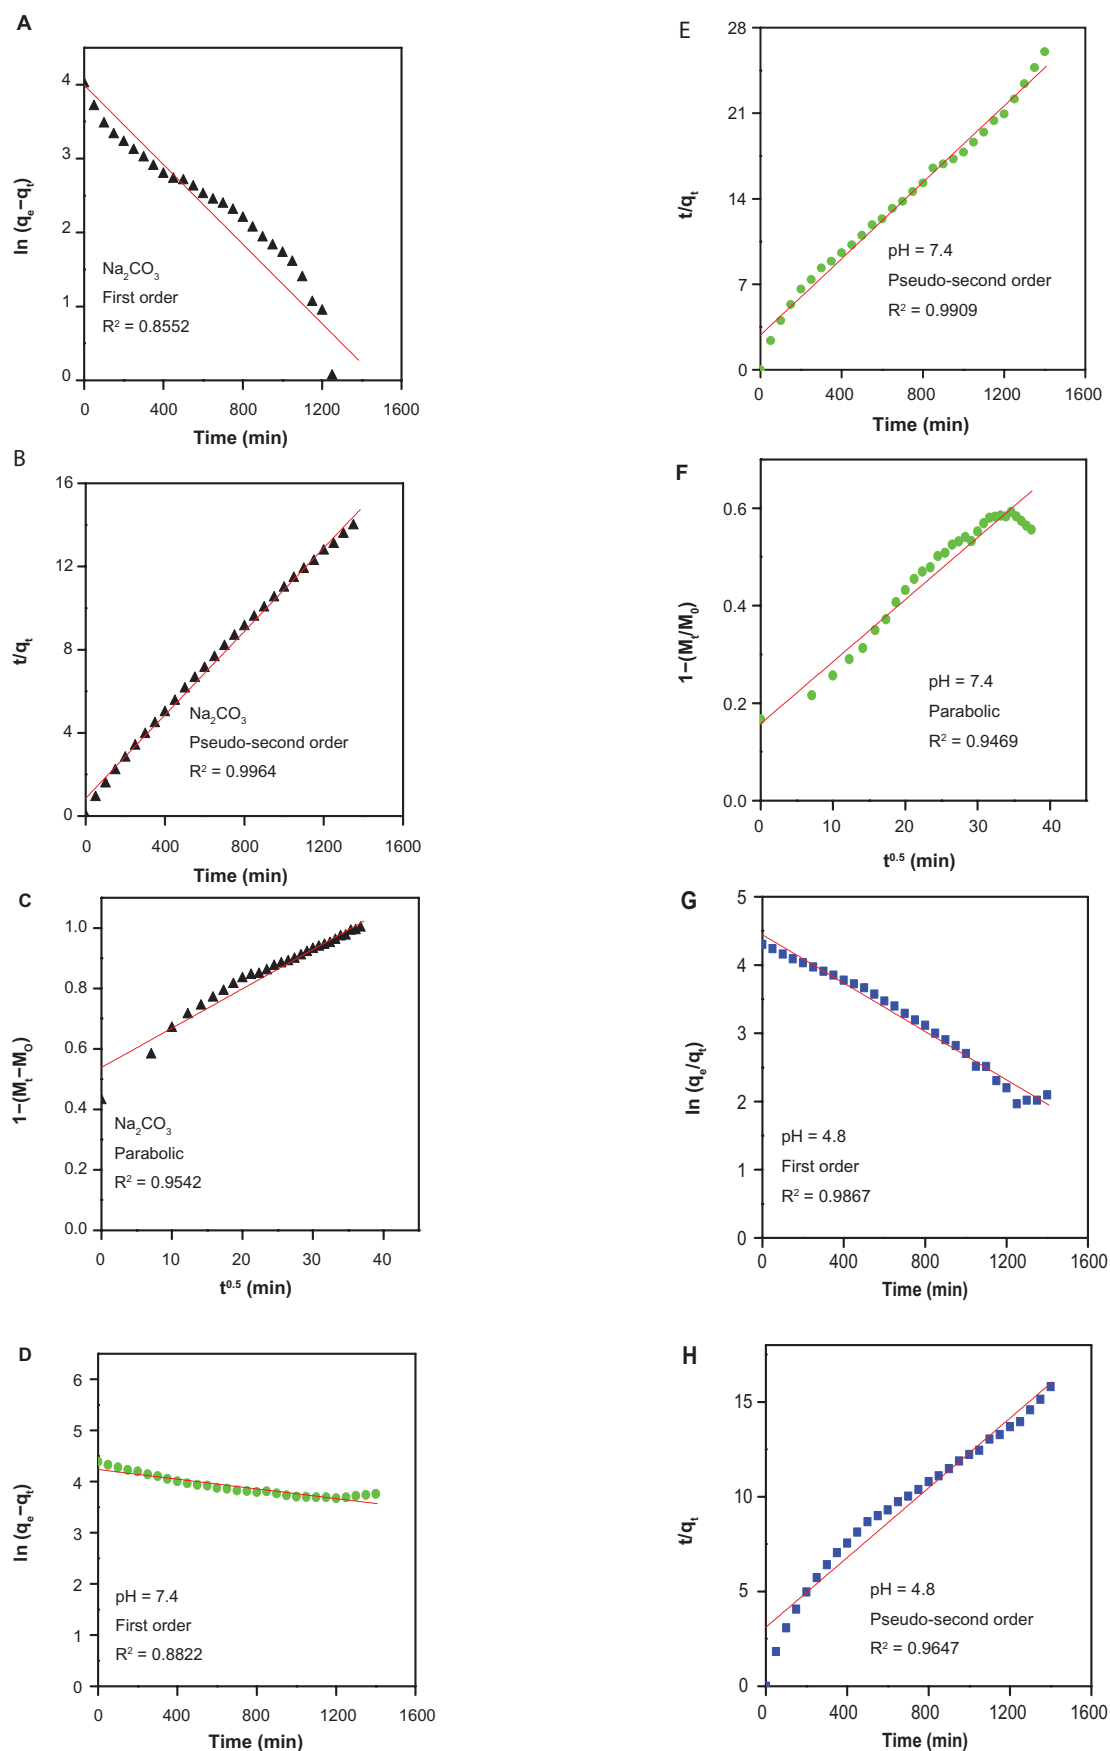 A
ln (qₑ−qₜ)
4
3
2
1
0
Na₂CO₃
First order
R² = 0.8552
0 400 800 1200 1600
Time (min)
B
t/qₜ
16
12
8
4
0
Na₂CO₃
Pseudo-second order
R² = 0.9964
0 400 800 1200 1600
Time (min)
C
1−(Mₜ−M₀)
1.0
0.8
0.6
0.4
0.2
0.0
Na₂CO₃
Parabolic
R² = 0.9542
0 10 20 30 40
t⁰·⁵ (min)
D
ln (qₑ−qₜ)
6
5
4
3
2
1
0
pH = 7.4
First order
R² = 0.8822
0 400 800 1200 1600
Time (min)
E
t/qₜ
28
21
14
7
0
pH = 7.4
Pseudo-second order
R² = 0.9909
0 400 800 1200 1600
Time (min)
F
1−(Mₜ/M₀)
0.6
0.4
0.2
0.0
pH = 7.4
Parabolic
R² = 0.9469
0 10 20 30 40
t⁰·⁵ (min)
G
ln (qₑ/qₜ)
5
4
3
2
1
0
pH = 4.8
First order
R² = 0.9867
0 400 800 1200 1600
Time (min)
H
t/qₜ
15
10
5
0
pH = 4.8
Pseudo-second order
R² = 0.9647
0 400 800 1200 1600
Time (min)